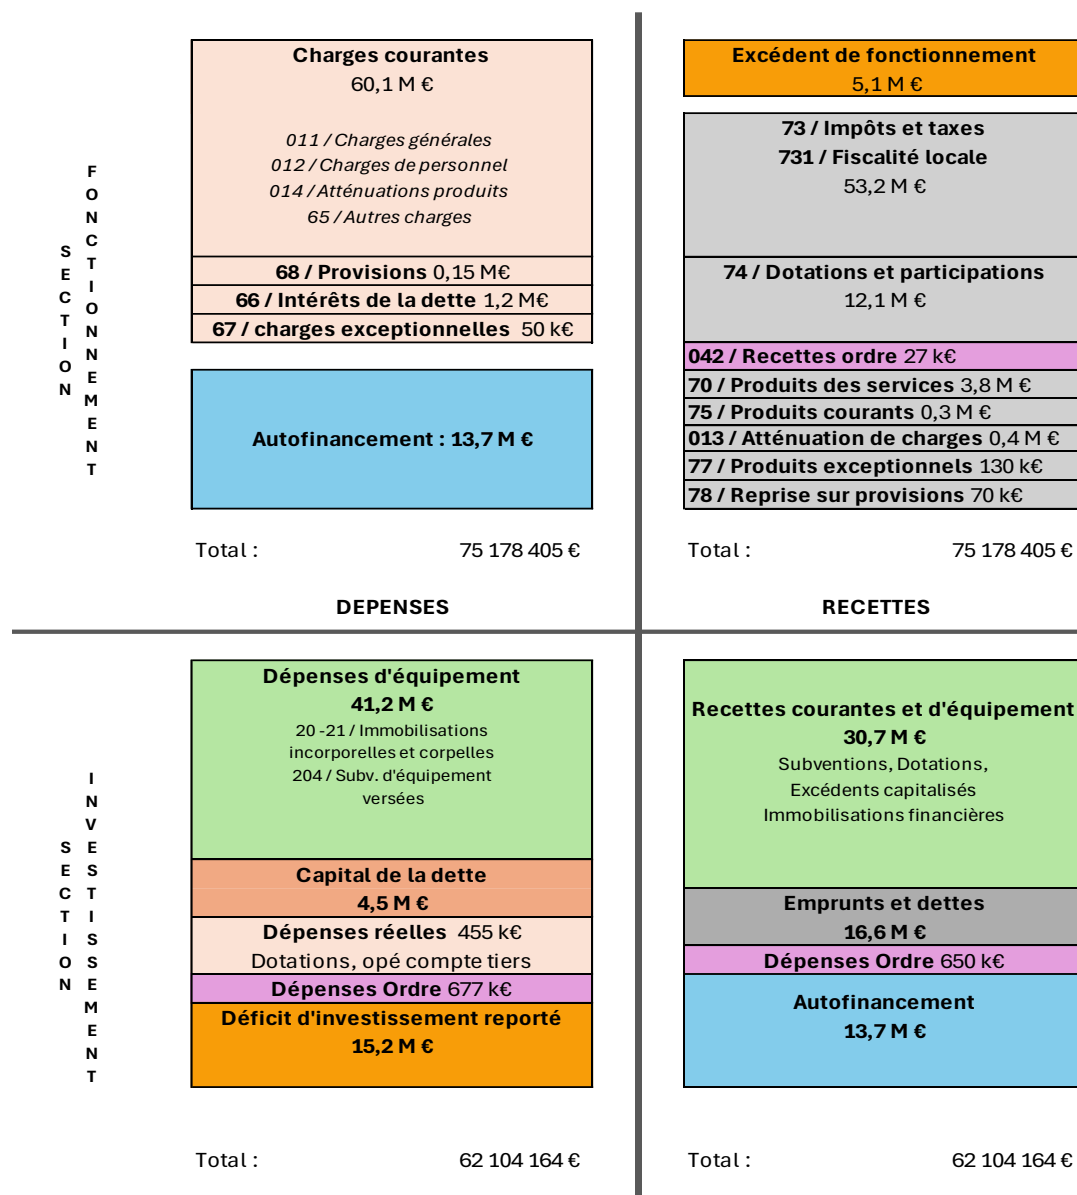 SECTION
FONCTIONNEMENT
Charges courantes
60,1 M €
011 / Charges générales
012 / Charges de personnel
014 / Atténuations produits
65 / Autres charges
68 / Provisions 0,15 M€
66 / Intérêts de la dette 1,2 M€
67 / charges exceptionnelles 50 k€
Autofinancement : 13,7 M €
Total : 75 178 405 €
DEPENSES
Excédent de fonctionnement
5,1 M €
73 / Impôts et taxes
731 / Fiscalité locale
53,2 M €
74 / Dotations et participations
12,1 M €
042 / Recettes ordre 27 k€
70 / Produits des services 3,8 M €
75 / Produits courants 0,3 M €
013 / Atténuation de charges 0,4 M €
77 / Produits exceptionnels 130 k€
78 / Reprise sur provisions 70 k€
Total : 75 178 405 €
RECETTES
SECTION
INVESTISSEMENT
Dépenses d'équipement
41,2 M €
20 -21 / Immobilisations
incorporelles et corpelles
204 / Subv. d'équipement
versées
Capital de la dette
4,5 M €
Dépenses réelles 455 k€
Dotations, opé compte tiers
Dépenses Ordre 677 k€
Déficit d'investissement reporté
15,2 M €
Total : 62 104 164 €
Recettes courantes et d'équipement
30,7 M €
Subventions, Dotations,
Excédents capitalisés
Immobilisations financières
Emprunts et dettes
16,6 M €
Dépenses Ordre 650 k€
Autofinancement
13,7 M €
Total : 62 104 164 €